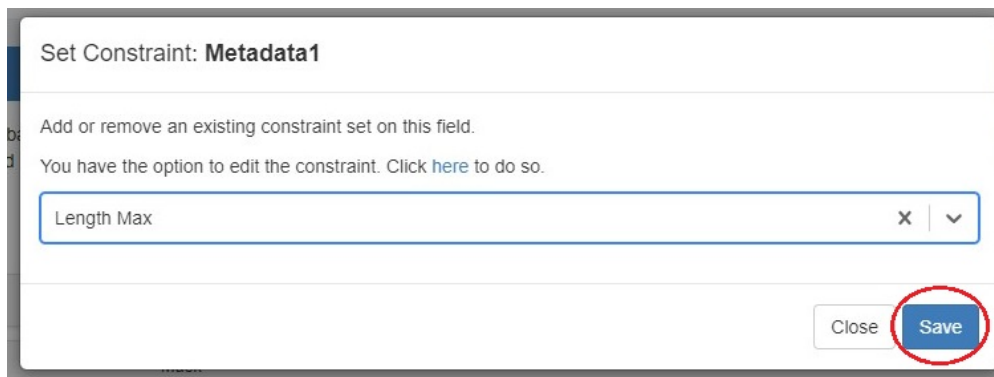 Set Constraint: Metadata1
Add or remove an existing constraint set on this field.
You have the option to edit the constraint. Click here to do so.
Length Max
Close
Save